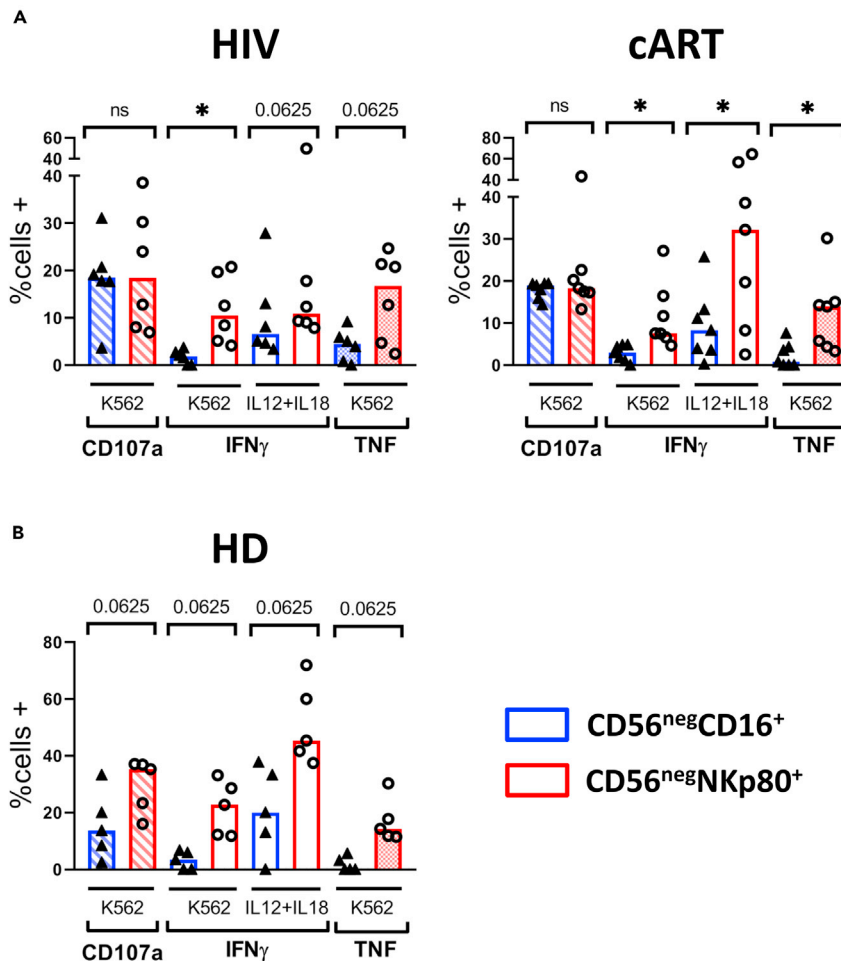 A
HIV
cART
ns * 0.0625 0.0625
ns * * *
%cells +
60
40
40
30
20
10
0
%cells +
80
60
40
40
30
20
10
0
K562 K562 IL12+IL18 K562
CD107a IFNγ TNF
K562 K562 IL12+IL18 K562
CD107a IFNγ TNF
B
HD
0.0625 0.0625 0.0625 0.0625
%cells +
80
60
40
20
0
K562 K562 IL12+IL18 K562
CD107a IFNγ TNF
CD56negCD16+
CD56negNKp80+